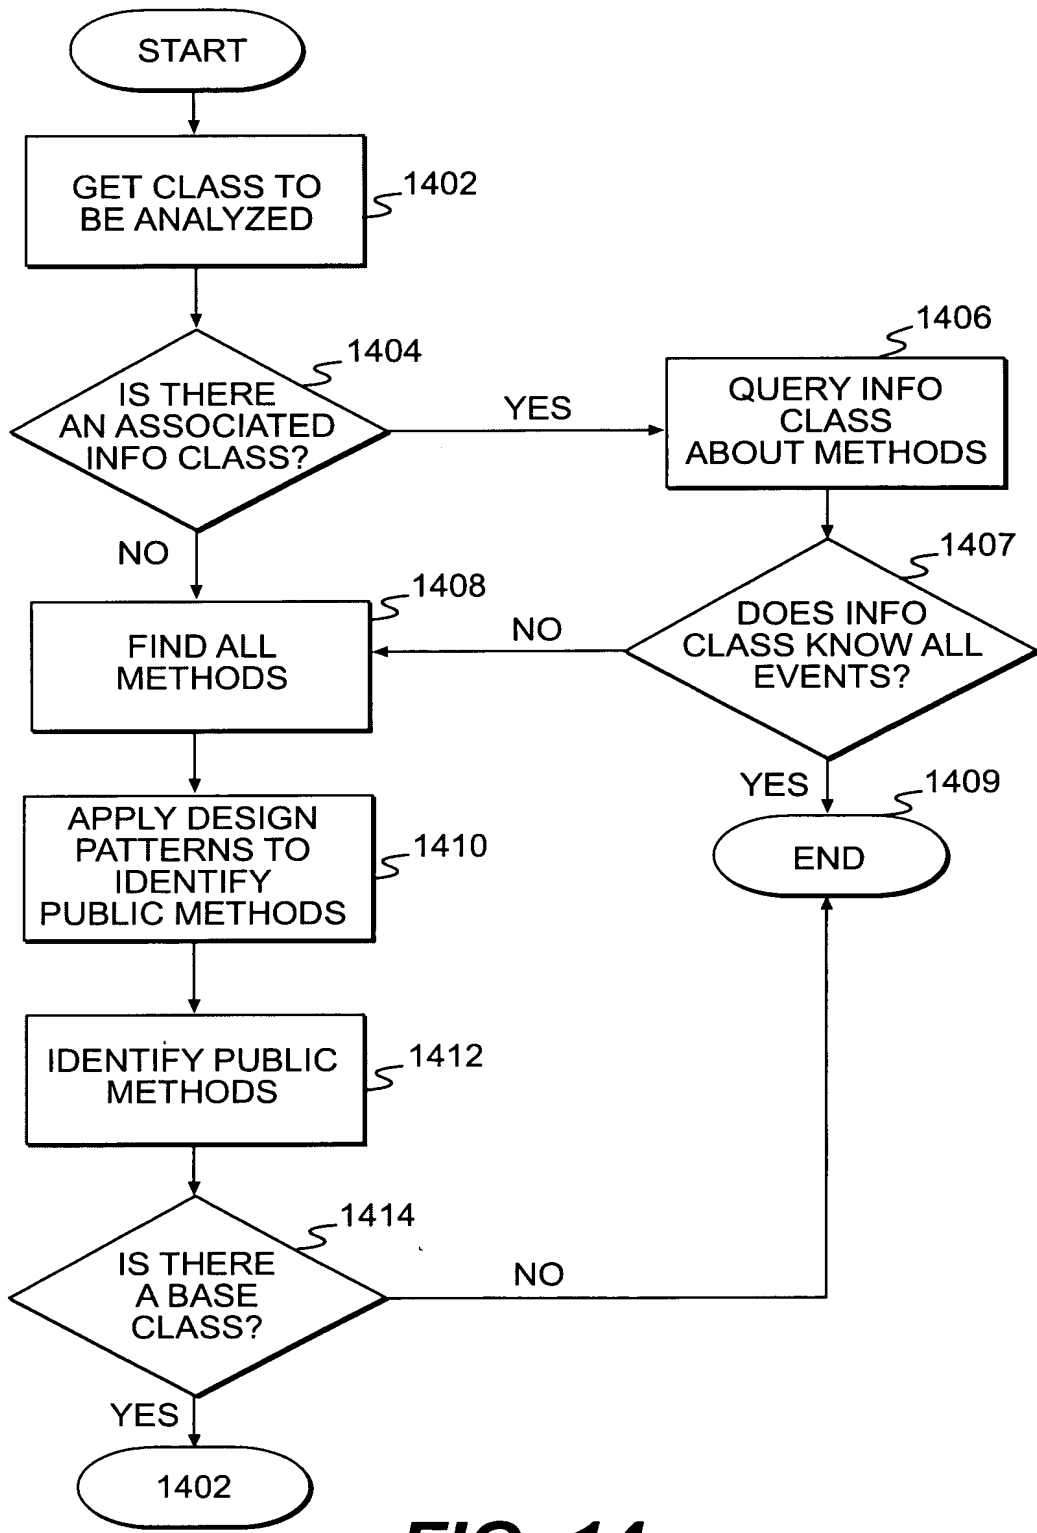 START
GET CLASS TO
BE ANALYZED
1402
1404
IS THERE
AN ASSOCIATED
INFO CLASS?
YES
1406
QUERY INFO
CLASS
ABOUT METHODS
NO
1407
DOES INFO
CLASS KNOW ALL
EVENTS?
NO
1408
FIND ALL
METHODS
YES
1409
END
APPLY DESIGN
PATTERNS TO
IDENTIFY
PUBLIC METHODS
1410
IDENTIFY PUBLIC
METHODS
1412
1414
IS THERE
A BASE
CLASS?
NO
YES
1402
FIG. 14